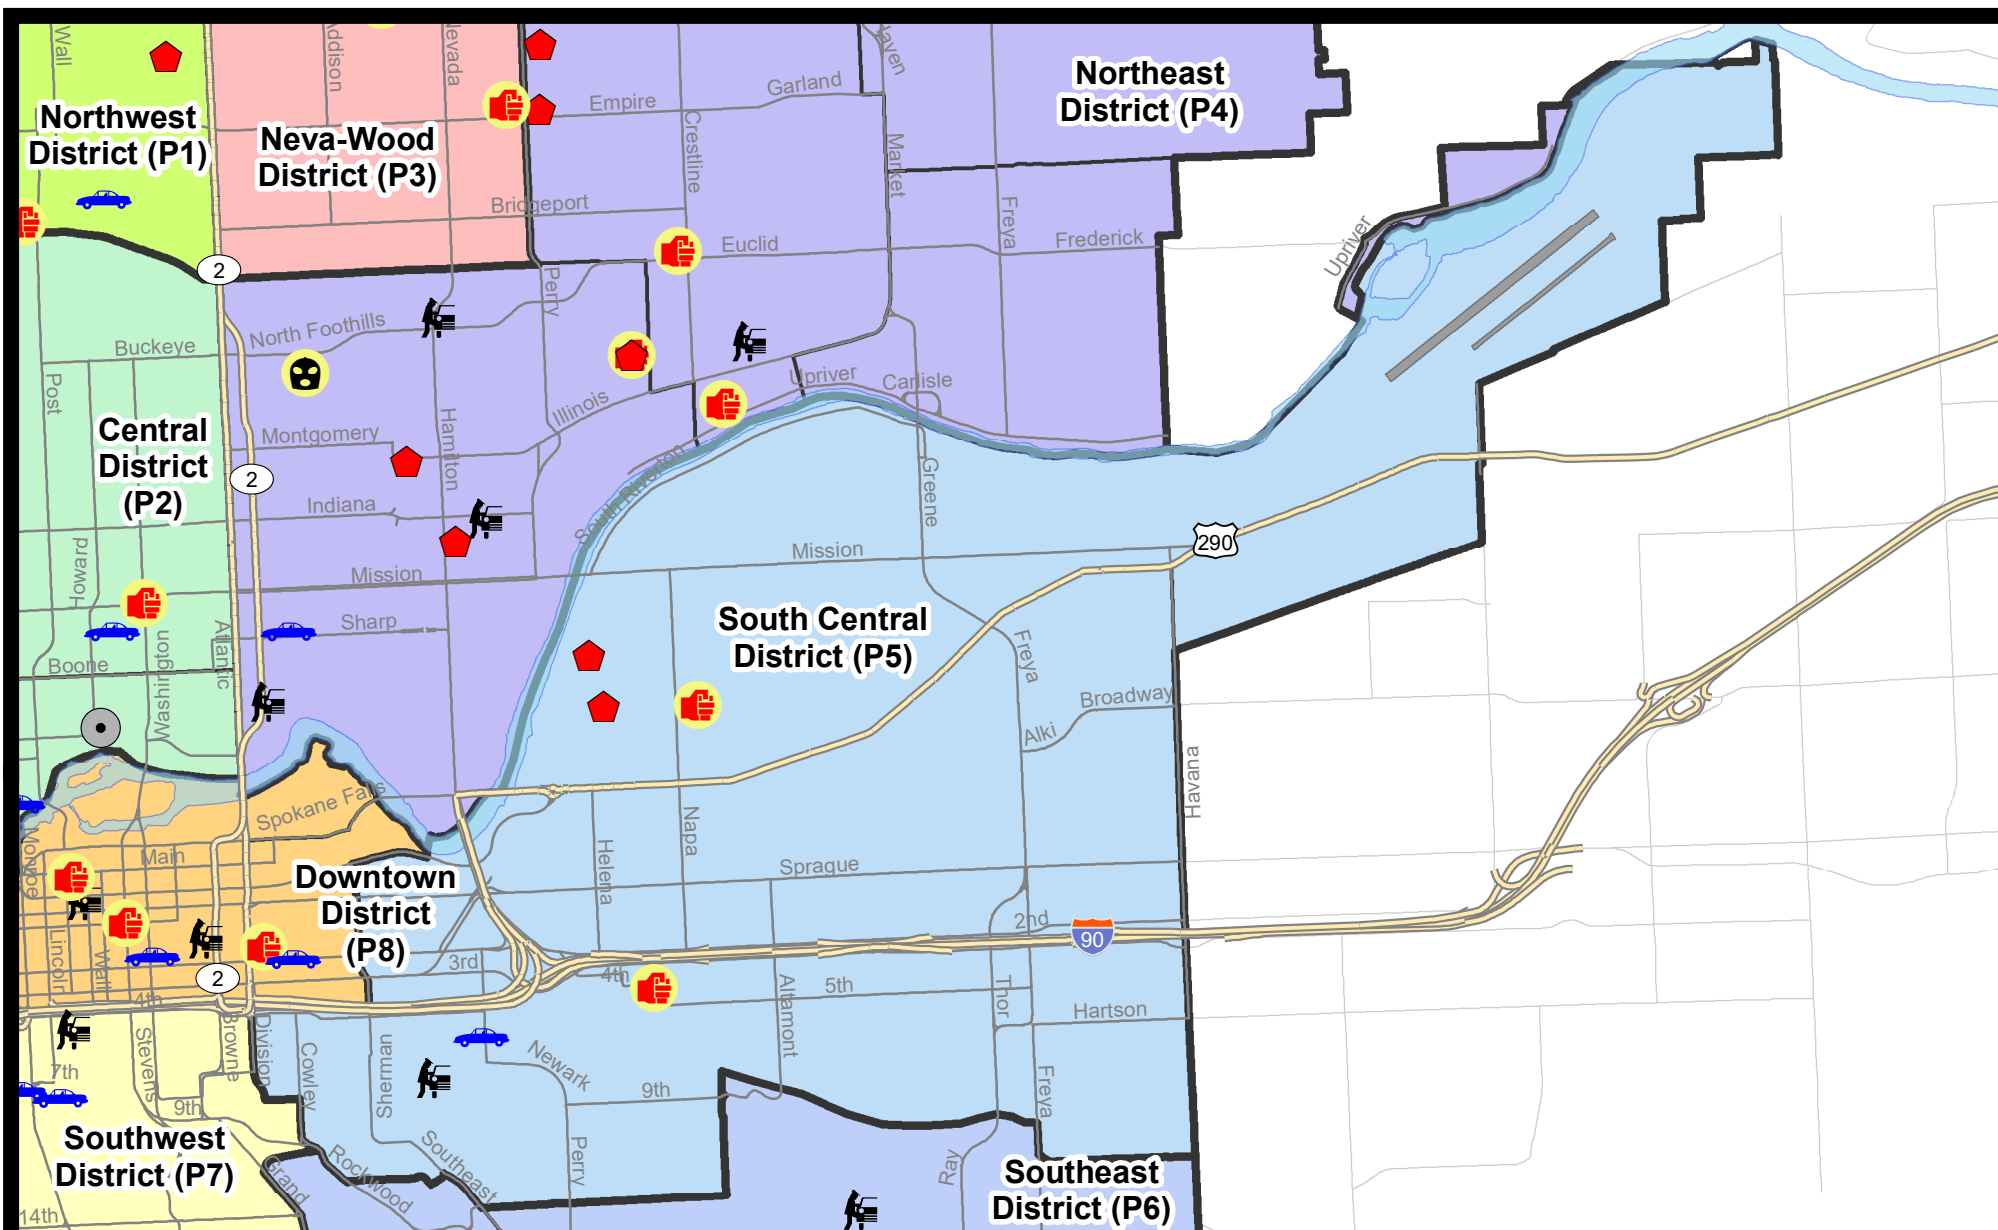 Wall
Addison
Nevada
Haven
Northeast
District (P4)
Garland
Empire
Northwest
District (P1)
Neva-Wood
District (P3)
Crestline
Market
Bridgeport
Freya
Euclid
Frederick
Upriver
2
Perry
North Foothills
Buckeye
Post
Upriver
Carlisle
Illinois
Hamilton
Montgomery
Central
District
(P2)
2
South Riverton
Greene
Indiana
290
Mission
Howard
Mission
South Central
District (P5)
Sharp
Atlantic
Washington
Freya
Boone
Broadway
Alki
Havana
Spokane Falls
Napa
Monroe
Main
Helena
Sprague
Downtown
District
(P8)
2nd
90
Lincoln
Wall
3rd
4th
2
5th
Altamont
Thor
Hartson
4th
Stevens
Browne
Division
Cowley
Sherman
Newark
7th
9th
Freya
9th
Southwest
District (P7)
Grand
Rockwood
Southeast
Perry
Ray
Southeast
District (P6)
14th